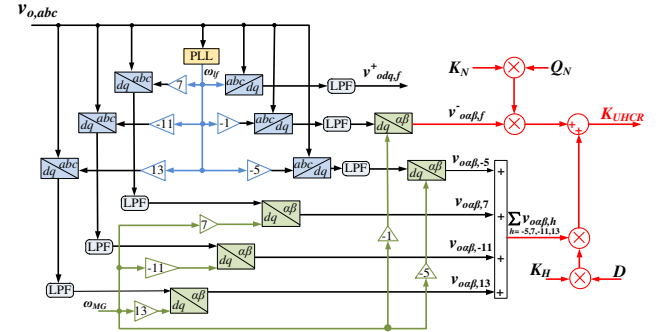 v_{o,abc}
PLL
ω_{lf}
7
abc dq
abc dq
LPF
v^{+}_{odq,f}
K_N
Q_N
abc dq
-11
-1
abc dq
LPF
dq αβ
v^{-}_{oαβ,f}
+
+
K_{UHCR}
abc dq
13
-5
abc dq
LPF
dq αβ
v_{oαβ,-5}
+
LPF
dq αβ
v_{oαβ,7}
+
7
-1
∑ v_{oαβ,h}
h= -5,7,-11,13
LPF
dq αβ
v_{oαβ,-11}
+
-11
-5
K_H
D
LPF
dq αβ
v_{oαβ,13}
+
ω_{MG}
13